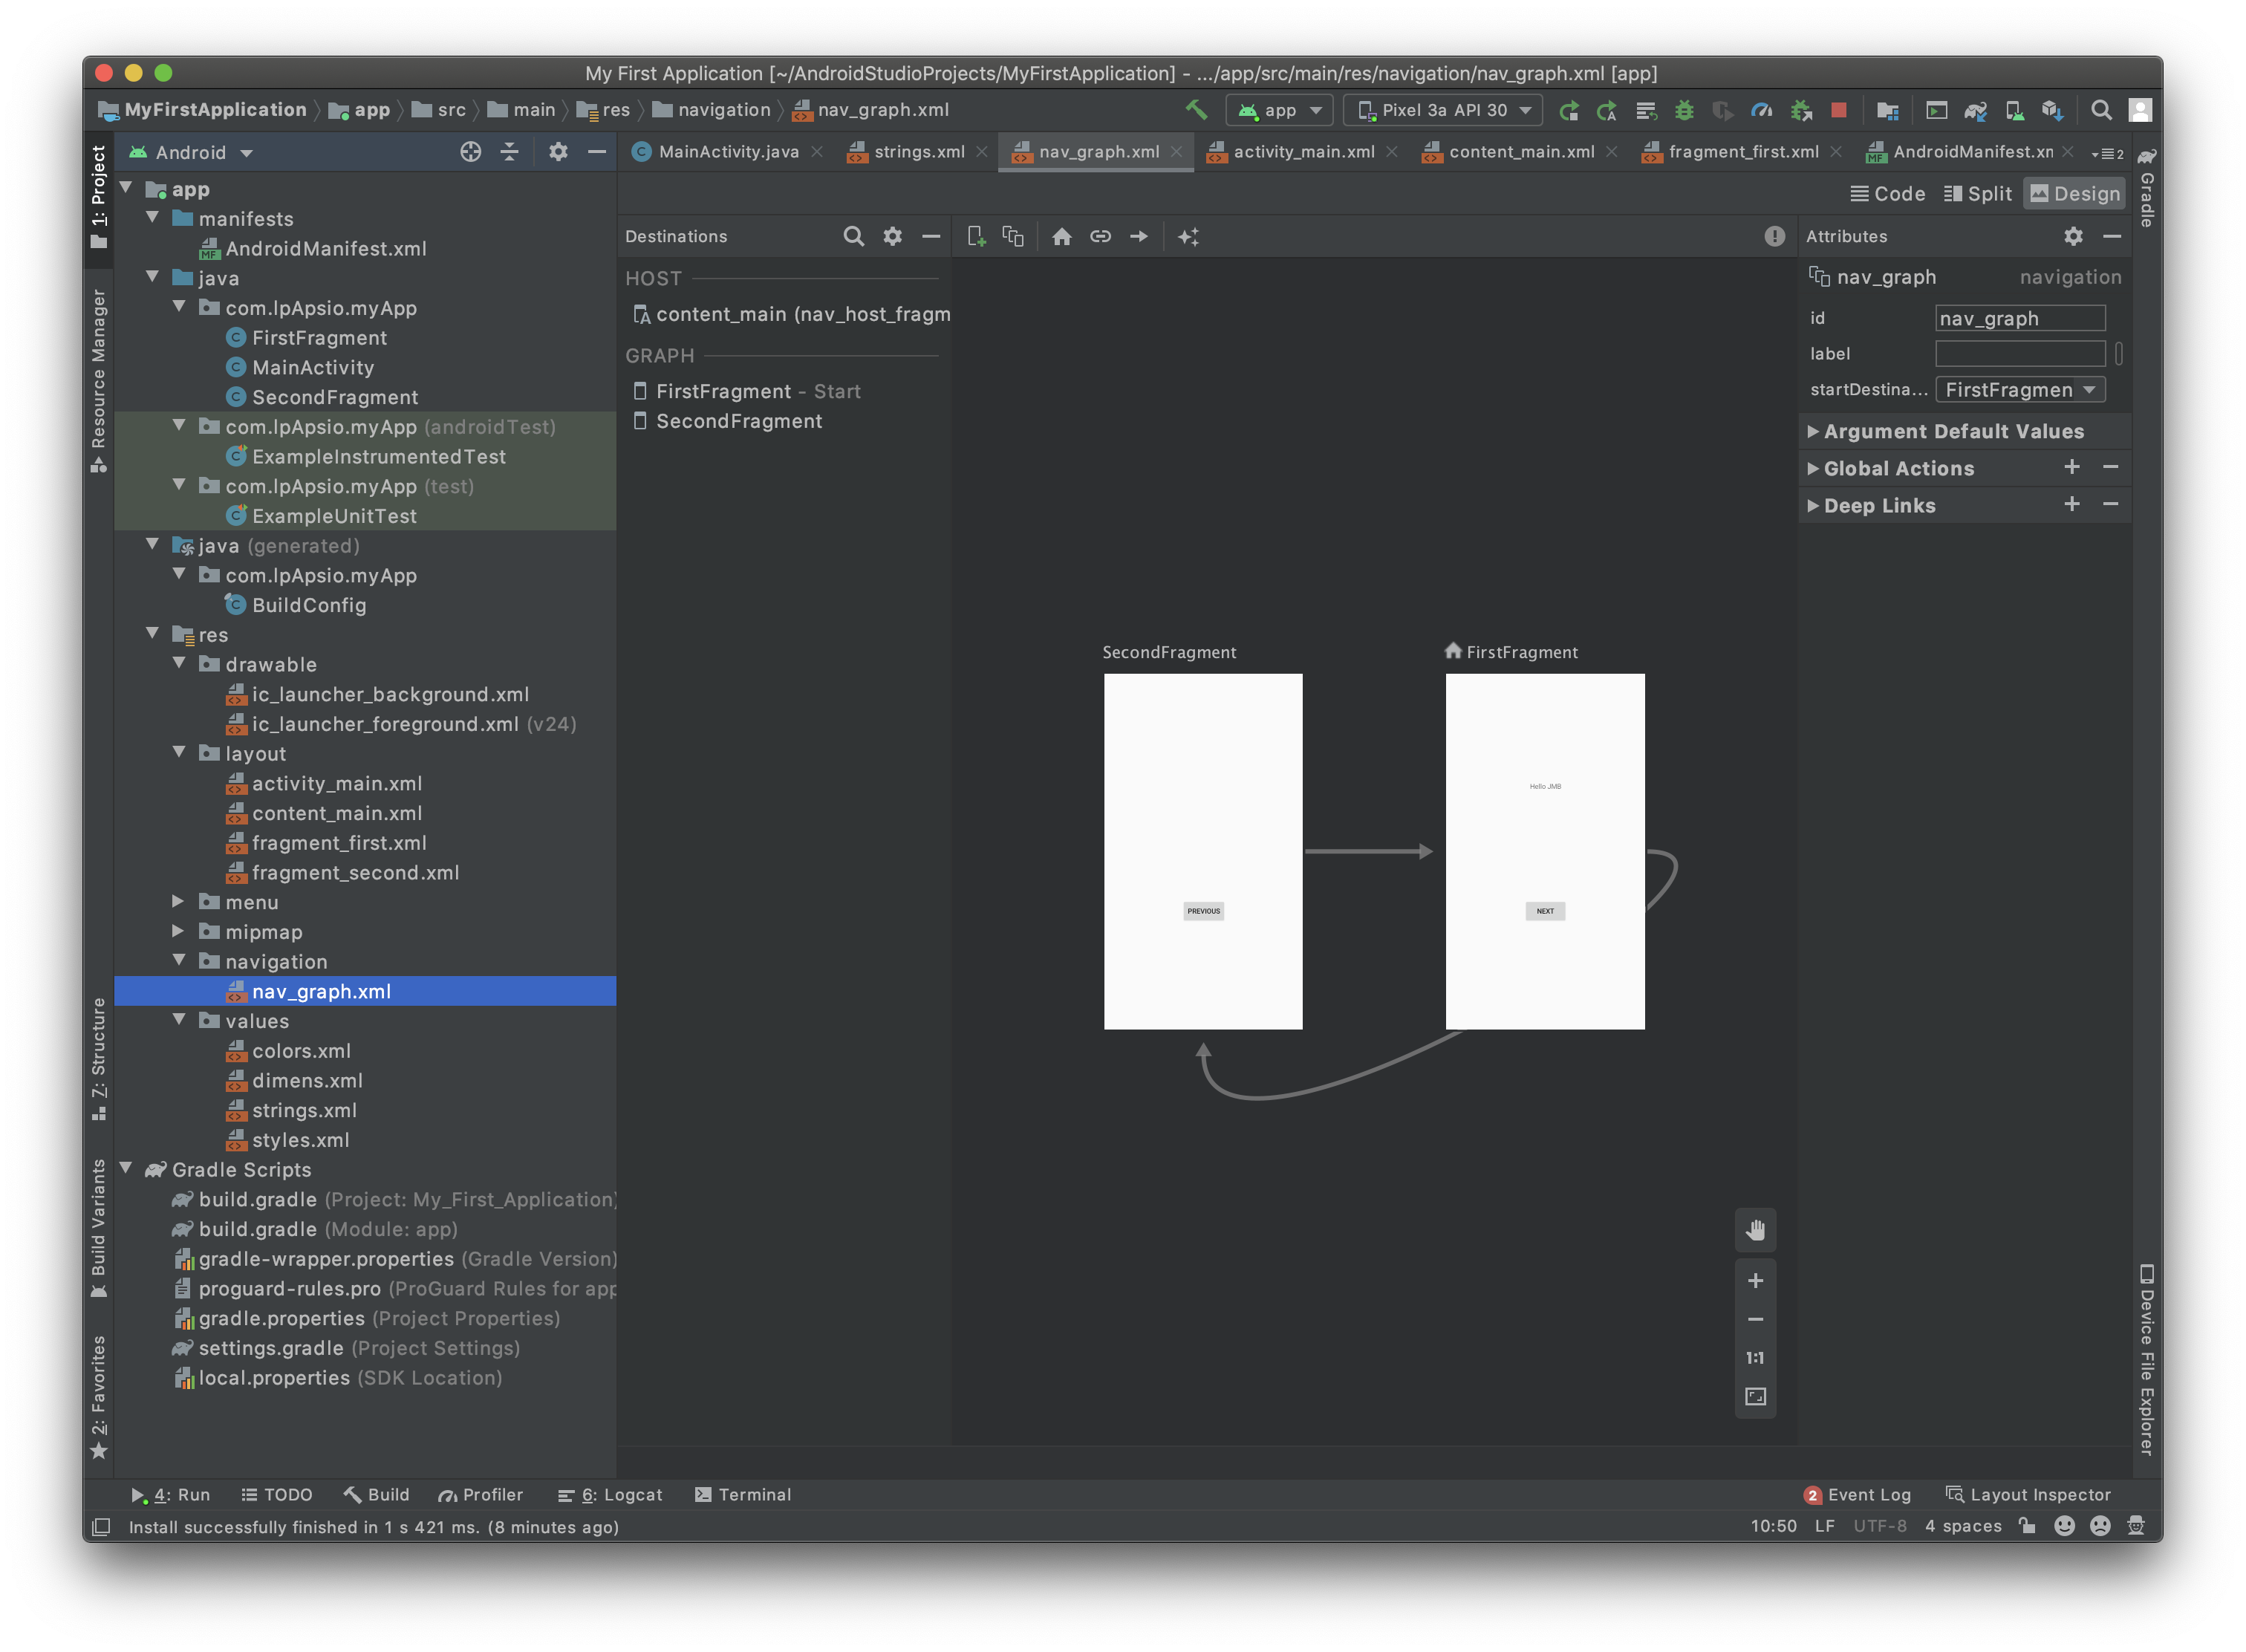 My First Application [~/AndroidStudioProjects/MyFirstApplication] - .../app/src/main/res/navigation/nav_graph.xml [app]
MyFirstApplication app src main res navigation nav_graph.xml app Pixel 3a API 30
Android
MainActivity.java strings.xml nav_graph.xml activity_main.xml content_main.xml fragment_first.xml AndroidManifest.xn 2
1: Project
Resource Manager
7: Structure
Build Variants
2: Favorites
app
manifests
AndroidManifest.xml
java
com.lpApsio.myApp
FirstFragment
MainActivity
SecondFragment
com.lpApsio.myApp (androidTest)
ExampleInstrumentedTest
com.lpApsio.myApp (test)
ExampleUnitTest
java (generated)
com.lpApsio.myApp
BuildConfig
res
drawable
ic_launcher_background.xml
ic_launcher_foreground.xml (v24)
layout
activity_main.xml
content_main.xml
fragment_first.xml
fragment_second.xml
menu
mipmap
navigation
nav_graph.xml
values
colors.xml
dimens.xml
strings.xml
styles.xml
Gradle Scripts
build.gradle (Project: My_First_Application)
build.gradle (Module: app)
gradle-wrapper.properties (Gradle Version)
proguard-rules.pro (ProGuard Rules for app
gradle.properties (Project Properties)
settings.gradle (Project Settings)
local.properties (SDK Location)
Code Split Design
Destinations
HOST
content_main (nav_host_fragm
GRAPH
FirstFragment - Start
SecondFragment
SecondFragment
PREVIOUS
FirstFragment
Hello JMB
NEXT
1:1
Attributes
nav_graph navigation
id nav_graph
label
startDestina... FirstFragmen
Argument Default Values
Global Actions
Deep Links
Gradle
Device File Explorer
4: Run TODO Build Profiler 6: Logcat Terminal 2 Event Log Layout Inspector
Install successfully finished in 1 s 421 ms. (8 minutes ago) 10:50 LF UTF-8 4 spaces